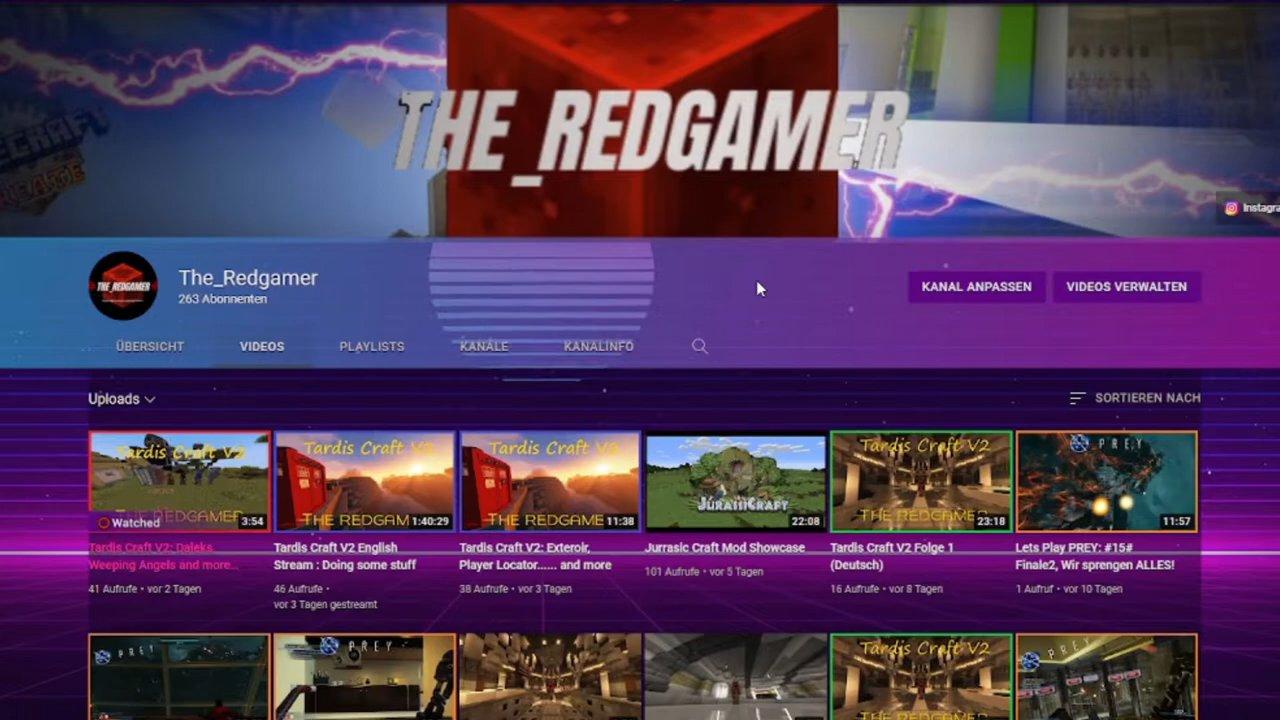 THE_REDGAMER
Instagra
The_Redgamer
263 Abonnenten
KANAL ANPASSEN
VIDEOS VERWALTEN
ÜBERSICHT
VIDEOS
PLAYLISTS
KANÄLE
KANALINFO
Uploads
SORTIEREN NACH
Tardis Craft V2
Tardis Craft V2
Tardis Craft V2
JURASSICRAFT
Tardis Craft V2
PREY
Watched
THE REDGAMER
3:54
THE REDGAM
1:40:29
THE REDGAME
11:38
22:08
23:18
11:57
Tardis Craft V2: Daleks,
Weeping Angels and more...
41 Aufrufe • vor 2 Tagen
Tardis Craft V2 English
Stream : Doing some stuff
46 Aufrufe •
vor 3 Tagen gestreamt
Tardis Craft V2: Exteroir,
Player Locator...... and more
38 Aufrufe • vor 3 Tagen
Jurrasic Craft Mod Showcase
101 Aufrufe • vor 5 Tagen
Tardis Craft V2 Folge 1
(Deutsch)
16 Aufrufe • vor 8 Tagen
Lets Play PREY: #15#
Finale2, Wir sprengen ALLES!
1 Aufruf • vor 10 Tagen
PREY
PREY
Tardis Craft V2
PREY